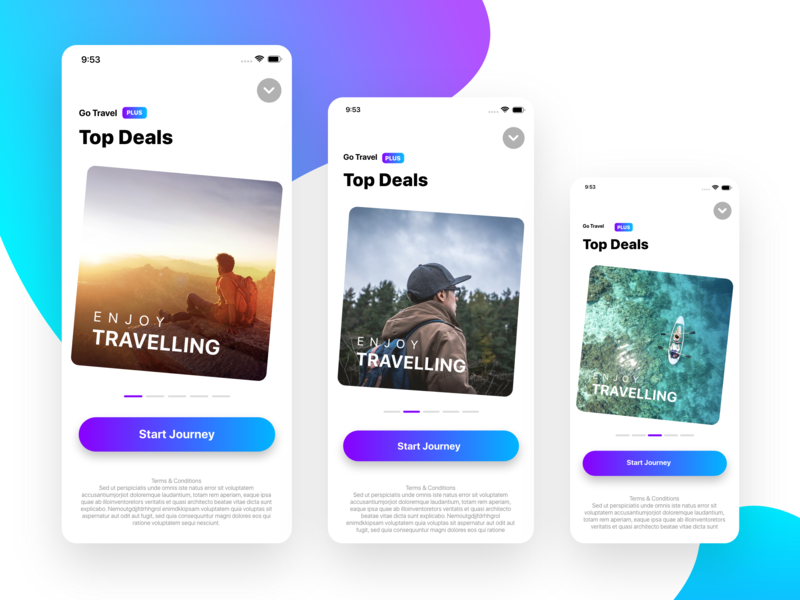 9:53
Go Travel PLUS
Top Deals
ENJOY
TRAVELLING
Start Journey
Terms & Conditions
Sed ut perspiciatis unde omnis iste natus error sit voluptatem
accusantiumjorjot doloremque laudantium, totam rem aperiam, eaque ipsa
quae ab illoinventoretors veritatis et quasi architecto beatae vitae dicta sunt
explicabo. Nemoutgdjfdrhhgroi enimdkiopsam voluptatem quia voluptas sit
aspernatur aut odit aut fugit, sed quia consequuntur magni dolores eos qui
ratione voluptatem sequi nesciunt.
9:53
Go Travel PLUS
Top Deals
ENJOY
TRAVELLING
Start Journey
Terms & Conditions
Sed ut perspiciatis unde omnis iste natus error sit
voluptatem accusantiumjorjot doloremque laudantium, totam
rem aperiam, eaque ipsa quae ab illoinventoretors veritatis et quasi architecto
beatae vitae dicta sunt explicabo. Nemoutgdjfdrhhgroi
enimdkiopsam voluptatem quia voluptas sit aspernatur aut odit aut
fugit, sed quia consequuntur magni dolores eos qui ratione
9:53
Go Travel PLUS
Top Deals
ENJOY
TRAVELLING
Start Journey
Terms & Conditions
Sed ut perspiciatis unde omnis iste natus error sit
voluptatem accusantiumjorjot doloremque laudantium, totam
rem aperiam, eaque ipsa quae ab illoinventoretors
veritatis et quasi architecto beatae vitae dicta sunt